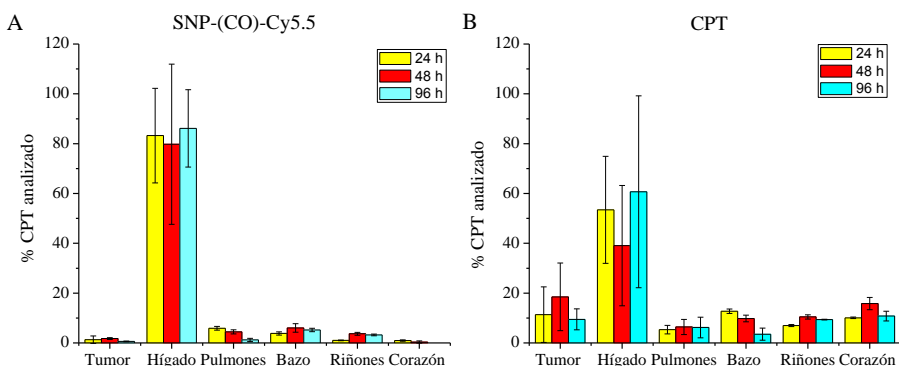 A
SNP-(CO)-Cy5.5
% CPT analizado
120
100
80
60
40
20
0
24 h
48 h
96 h
Tumor Hígado Pulmones Bazo Riñones Corazón
B
CPT
% CPT analizado
120
100
80
60
40
20
0
24 h
48 h
96 h
Tumor Hígado Pulmones Bazo Riñones Corazón